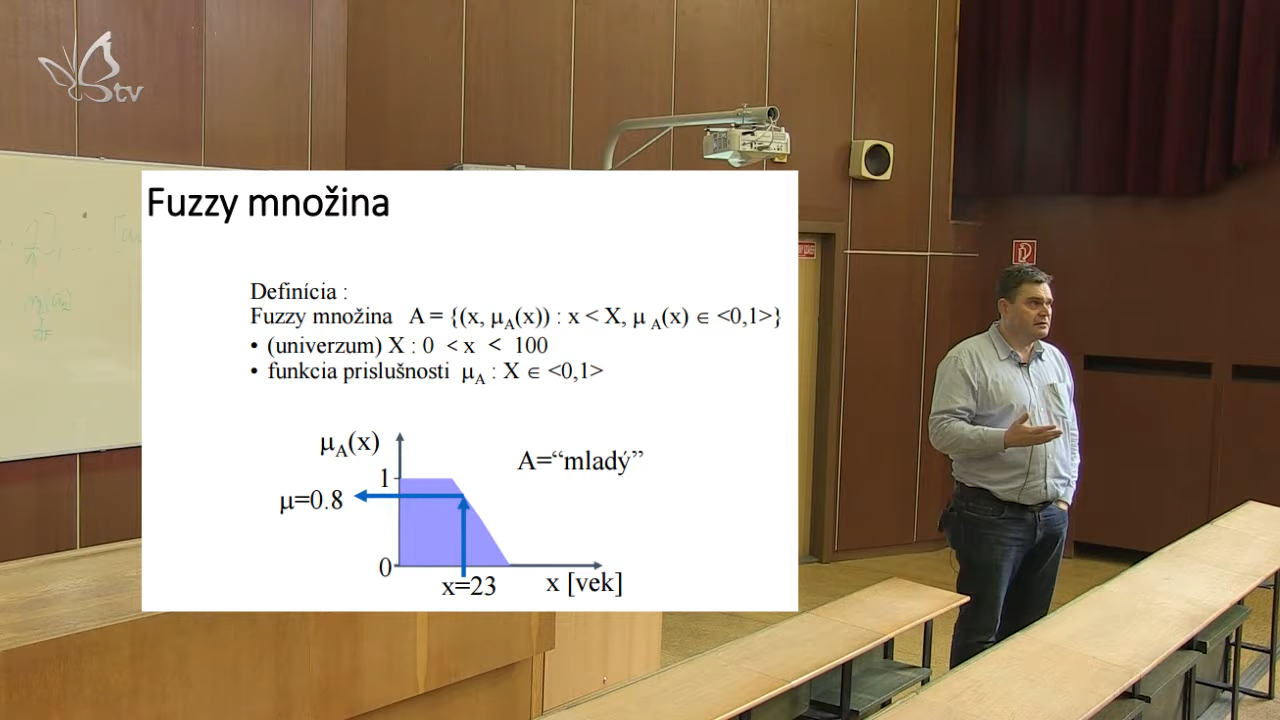 tv
Fuzzy množina
Definícia :
Fuzzy množina A = {(x, μA(x)) : x < X, μ A(x) ∈ <0,1>}
• (univerzum) X : 0 < x < 100
• funkcia prislušnosti μA : X ∈ <0,1>
μA(x)
A=“mladý”
1
μ=0.8
0
x=23
x [vek]